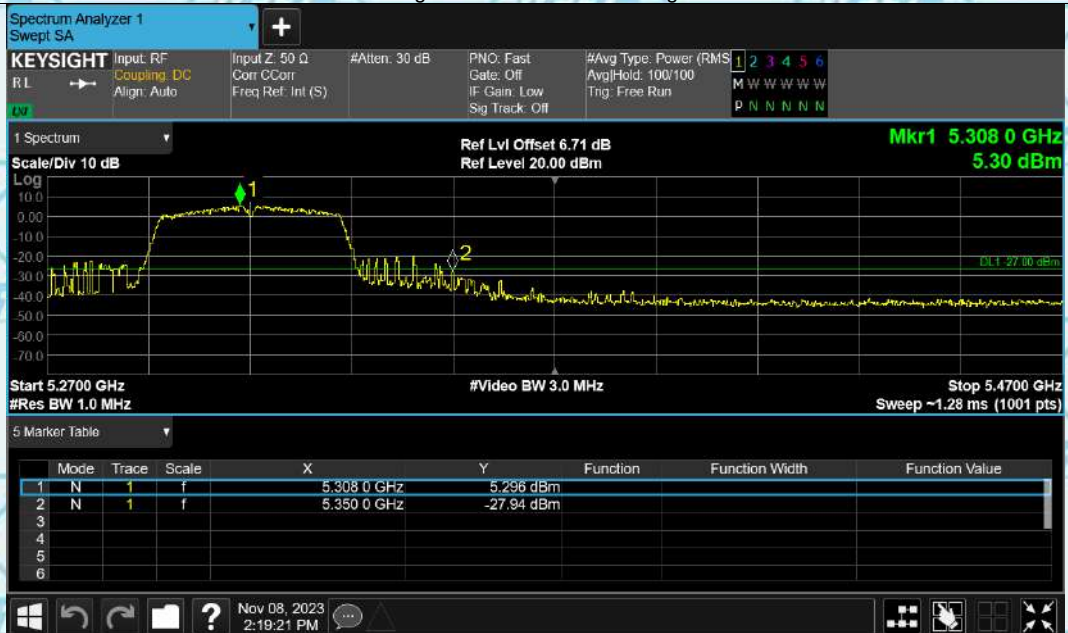 Spectrum Analyzer 1
Swept SA
+
KEYSIGHT Input: RF Input Z: 50 Ω #Atten: 30 dB PNO: Fast #Avg Type: Power (RMS 1 2 3 4 5 6
RL Coupling: DC Corr CCorr Gate: Off Avg|Hold: 100/100 M W W W W W
Align: Auto Freq Ref: Int (S) IF Gain: Low Trig: Free Run
Sig Track: Off P N N N N N
1 Spectrum Ref Lvl Offset 6.71 dB Mkr1 5.308 0 GHz
Scale/Div 10 dB Ref Level 20.00 dBm 5.30 dBm
Log
1
10.0
0.00
-10.0
2
-20.0
DL1 -27.00 dBm
-30.0
-40.0
-50.0
-60.0
-70.0
Start 5.2700 GHz #Video BW 3.0 MHz Stop 5.4700 GHz
#Res BW 1.0 MHz Sweep ~1.28 ms (1001 pts)
5 Marker Table
Mode Trace Scale X Y Function Function Width Function Value
1 N 1 f 5.308 0 GHz 5.296 dBm
2 N 1 f 5.350 0 GHz -27.94 dBm
3
4
5
6
? Nov 08, 2023
2:19:21 PM